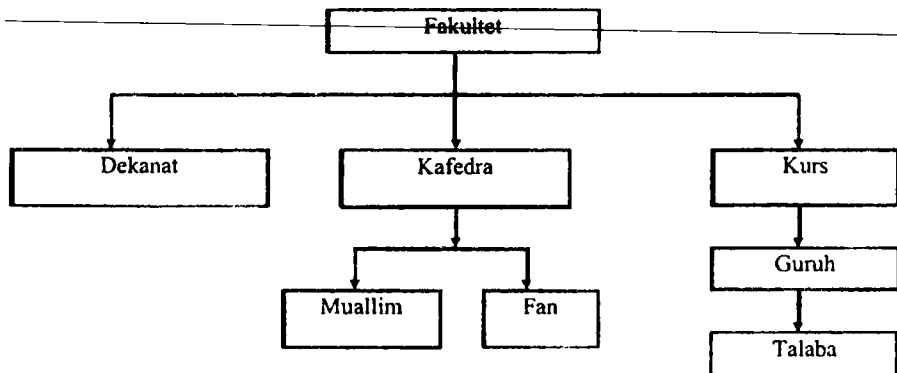 Fakultet
Dekanat
Kafedra
Kurs
Guruh
Muallim
Fan
Talaba